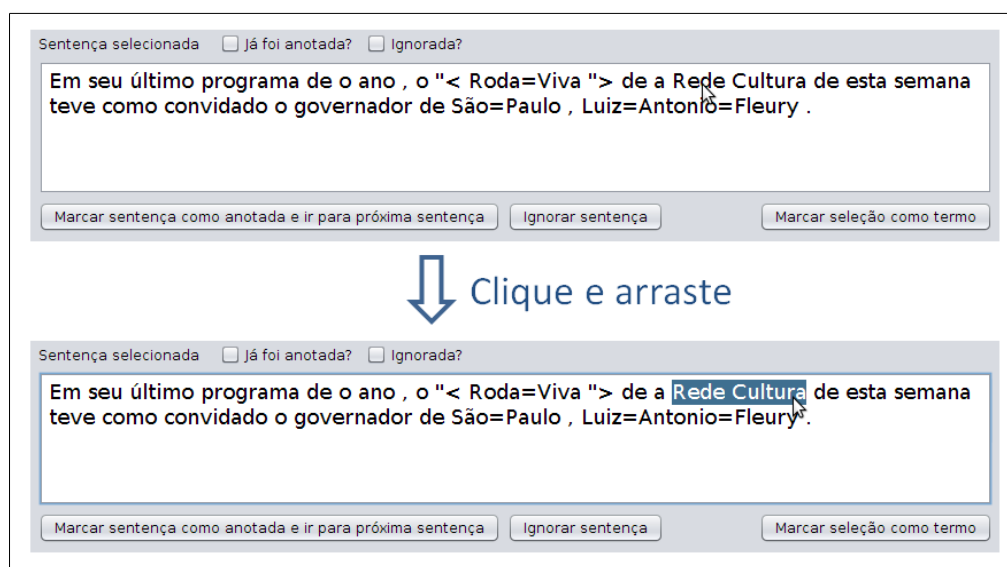 Sentença selecionada Já foi anotada? Ignorada?
Em seu último programa de o ano , o "< Roda=Viva "> de a Rede Cultura de esta semana
teve como convidado o governador de São=Paulo , Luiz=Antonio=Fleury .
Marcar sentença como anotada e ir para próxima sentença Ignorar sentença Marcar seleção como termo
Clique e arraste
Sentença selecionada Já foi anotada? Ignorada?
Em seu último programa de o ano , o "< Roda=Viva "> de a Rede Cultura de esta semana
teve como convidado o governador de São=Paulo , Luiz=Antonio=Fleury .
Marcar sentença como anotada e ir para próxima sentença Ignorar sentença Marcar seleção como termo